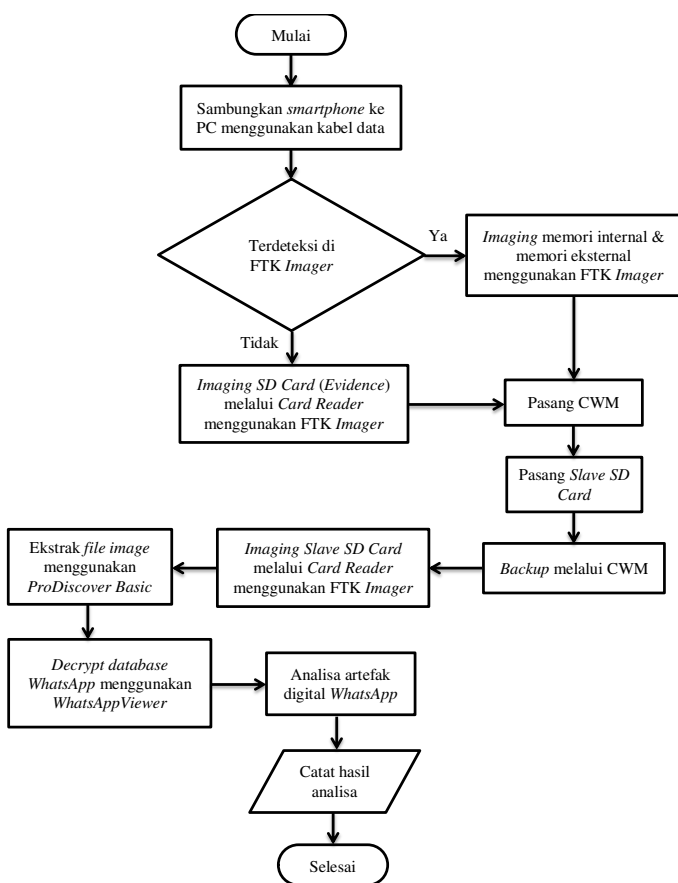 Mulai
Sambungkan smartphone ke
PC menggunakan kabel data
Terdeteksi di
FTK Imager
Ya
Imaging memori internal &
memori eksternal
menggunakan FTK Imager
Tidak
Imaging SD Card (Evidence)
melalui Card Reader
menggunakan FTK Imager
Pasang CWM
Pasang Slave SD
Card
Backup melalui CWM
Imaging Slave SD Card
melalui Card Reader
menggunakan FTK Imager
Ekstrak file image
menggunakan
ProDiscover Basic
Decrypt database
WhatsApp menggunakan
WhatsAppViewer
Analisa artefak
digital WhatsApp
Catat hasil
analisa
Selesai